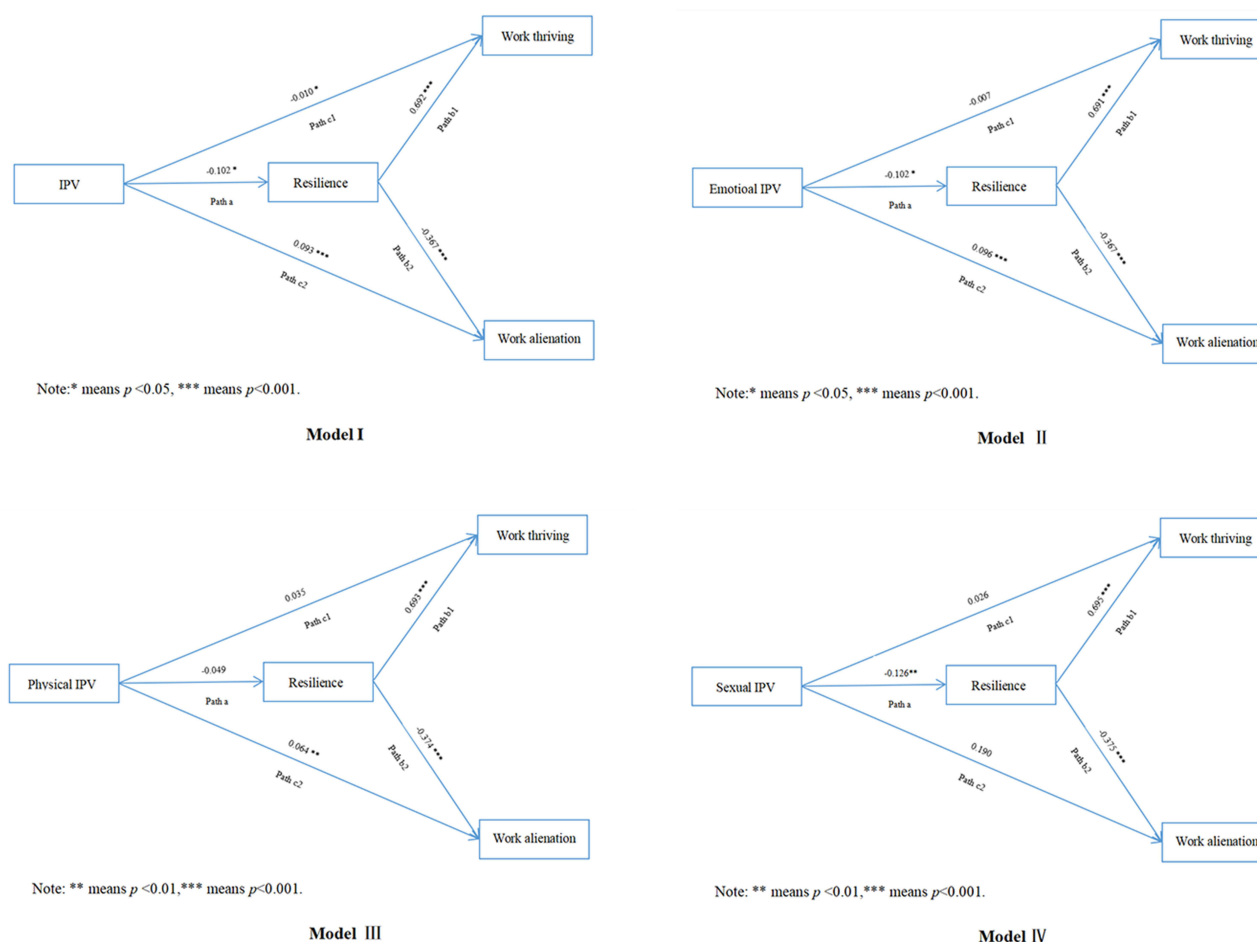 Work thriving
-0.010 *
0.692 ***
Path c1
Path b1
IPV
-0.102 *
Path a
Resilience
0.093 ***
-0.367 ***
Path b2
Path c2
Work alienation
Note:* means p <0.05, *** means p<0.001.
Model I
Work thriving
-0.007
0.691 ***
Path c1
Path b1
Emotioal IPV
-0.102 *
Path a
Resilience
0.096 ***
-0.367 ***
Path b2
Path c2
Work alienation
Note:* means p <0.05, *** means p<0.001.
Model Ⅱ
Work thriving
0.035
0.693 ***
Path c1
Path b1
Physical IPV
-0.049
Path a
Resilience
0.064 **
-0.374 ***
Path b2
Path c2
Work alienation
Note: ** means p <0.01,*** means p<0.001.
Model Ⅲ
Work thriving
0.026
0.695 ***
Path c1
Path b1
Sexual IPV
-0.126**
Path a
Resilience
0.190
-0.375 ***
Path b2
Path c2
Work alienation
Note: ** means p <0.01,*** means p<0.001.
Model Ⅳ